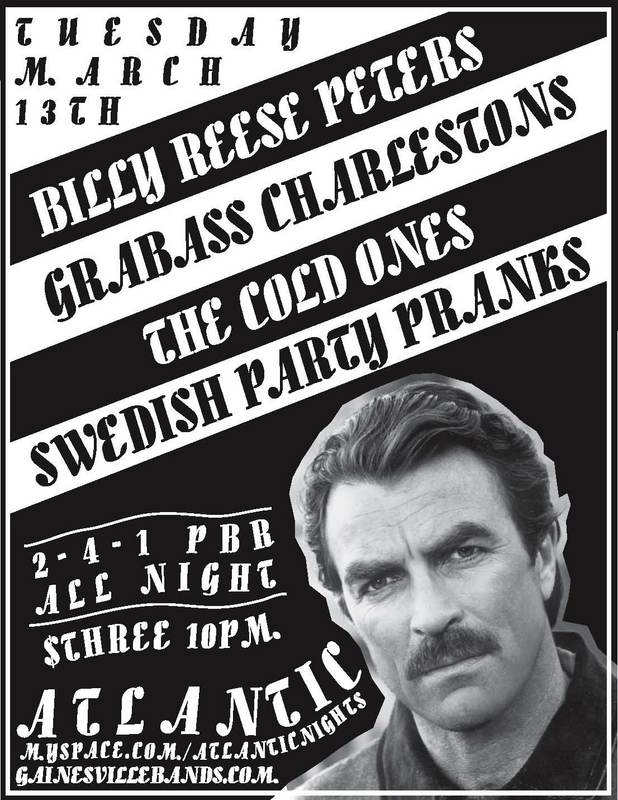 TUESDAY
MARCH
13TH
BILLY REESE PETERS
GRABASS CHARLESTONS
THE COLD ONES
SWEDISH PARTY PRANKS
2-4-1 PBR
ALL NIGHT
$THREE 10PM.
ATLANTIC
MYSPACE.COM/ATLANTICNIGHTS
GAINESVILLEBANDS.COM.